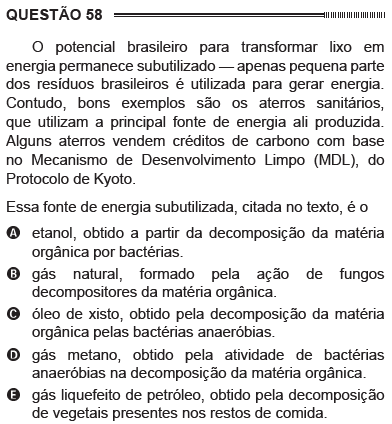 QUESTÃO 58
O potencial brasileiro para transformar lixo em
energia permanece subutilizado — apenas pequena parte
dos resíduos brasileiros é utilizada para gerar energia.
Contudo, bons exemplos são os aterros sanitários,
que utilizam a principal fonte de energia ali produzida.
Alguns aterros vendem créditos de carbono com base
no Mecanismo de Desenvolvimento Limpo (MDL), do
Protocolo de Kyoto.
Essa fonte de energia subutilizada, citada no texto, é o
A etanol, obtido a partir da decomposição da matéria
orgânica por bactérias.
B gás natural, formado pela ação de fungos
decompositores da matéria orgânica.
C óleo de xisto, obtido pela decomposição da matéria
orgânica pelas bactérias anaeróbias.
D gás metano, obtido pela atividade de bactérias
anaeróbias na decomposição da matéria orgânica.
E gás liquefeito de petróleo, obtido pela decomposição
de vegetais presentes nos restos de comida.